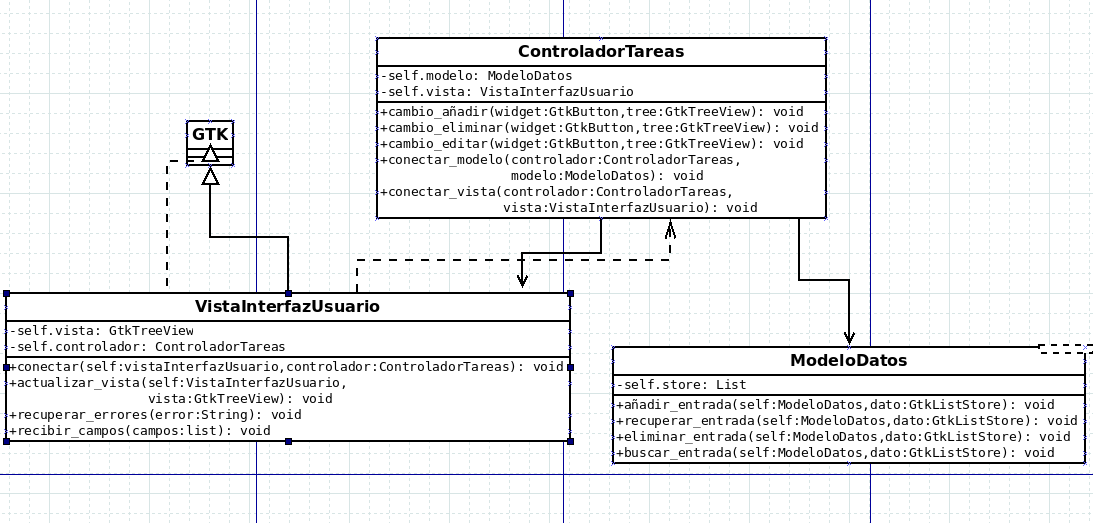 ControladorTareas
-self.modelo: ModeloDatos
-self.vista: VistaInterfazUsuario
+cambio_añadir(widget:GtkButton,tree:GtkTreeView): void
+cambio_eliminar(widget:GtkButton,tree:GtkTreeView): void
+cambio_editar(widget:GtkButton,tree:GtkTreeView): void
+conectar_modelo(controlador:ControladorTareas,
modelo:ModeloDatos): void
+conectar_vista(controlador:ControladorTareas,
vista:VistaInterfazUsuario): void
GTK
VistaInterfazUsuario
-self.vista: GtkTreeView
-self.controlador: ControladorTareas
+conectar(self:vistaInterfazUsuario,controlador:ControladorTareas): void
+actualizar_vista(self:VistaInterfazUsuario,
vista:GtkTreeView): void
+recuperar_errores(error:String): void
+recibir_campos(campos:list): void
ModeloDatos
-self.store: List
+añadir_entrada(self:ModeloDatos,dato:GtkListStore): void
+recuperar_entrada(self:ModeloDatos,dato:GtkListStore): void
+eliminar_entrada(self:ModeloDatos,dato:GtkListStore): void
+buscar_entrada(self:ModeloDatos,dato:GtkListStore): void